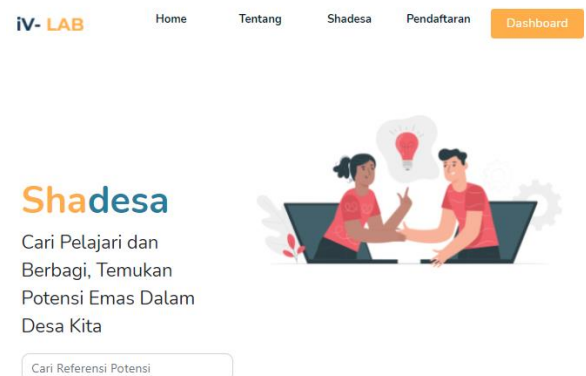 iV- LAB
Home Tentang Shadesa Pendaftaran Dashboard
Shadesa
Cari Pelajari dan
Berbagi, Temukan
Potensi Emas Dalam
Desa Kita
Cari Referensi Potensi